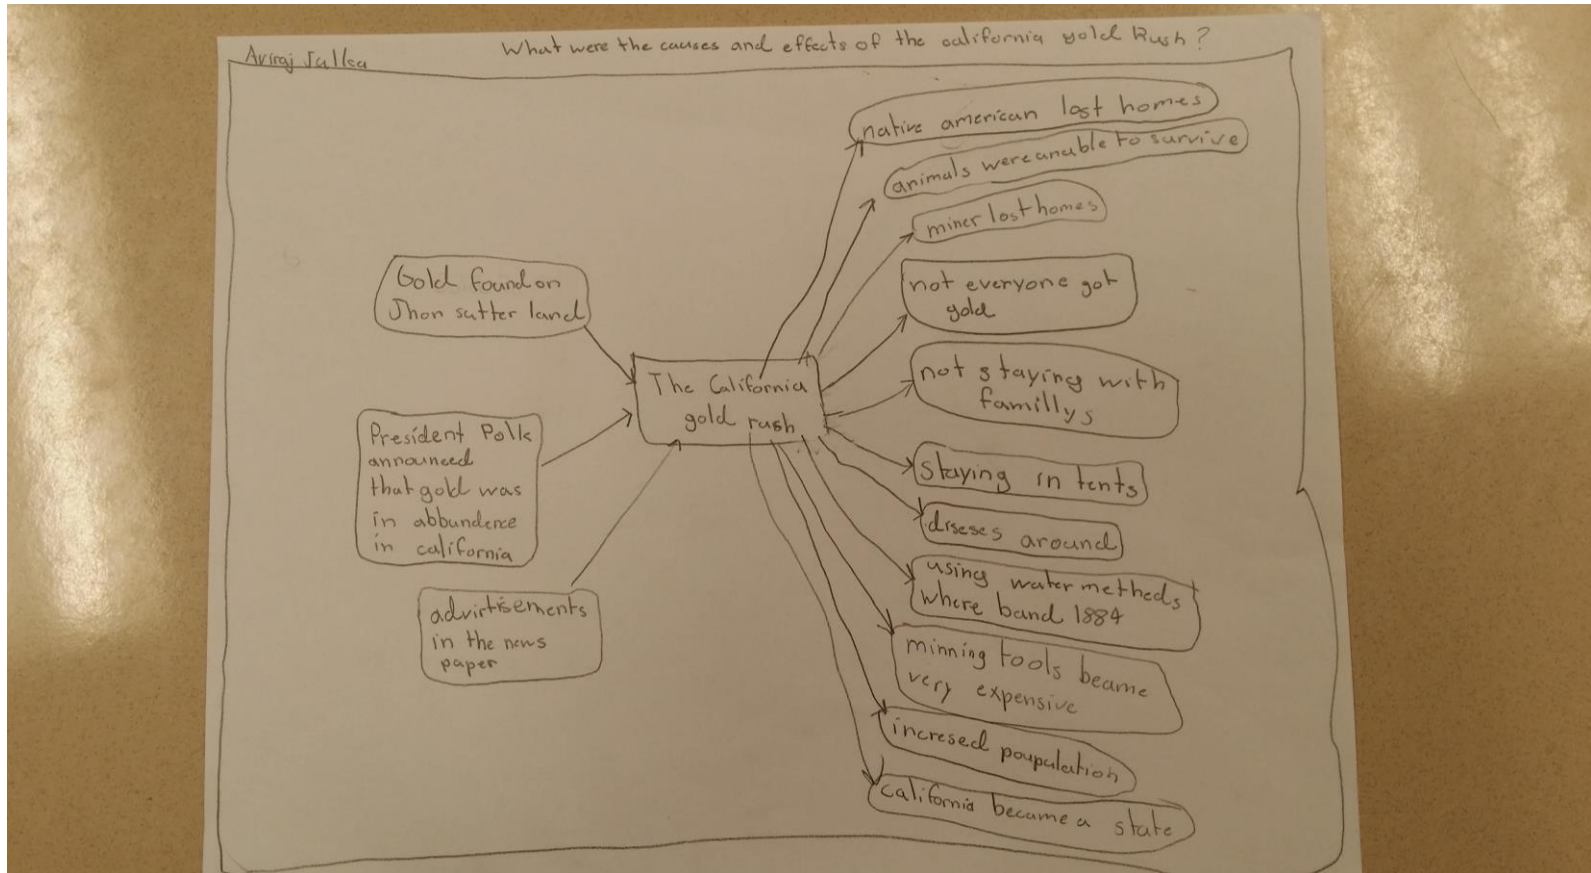 What were the causes and effects of the california gold Rush?
Aviraj Jallea
Gold found on
Jhon sutter land
President Polk
announced
that gold was
in abbundence
in california
advirtisements
in the news
paper
The California
gold rush
native american lost homes
animals were unable to survive
miner lost homes
not everyone got
gold
not staying with
famillys
staying in tents
diseses around
using water metheds
where band 1884
minning tools beame
very expensive
incresed poupulation
california became a state